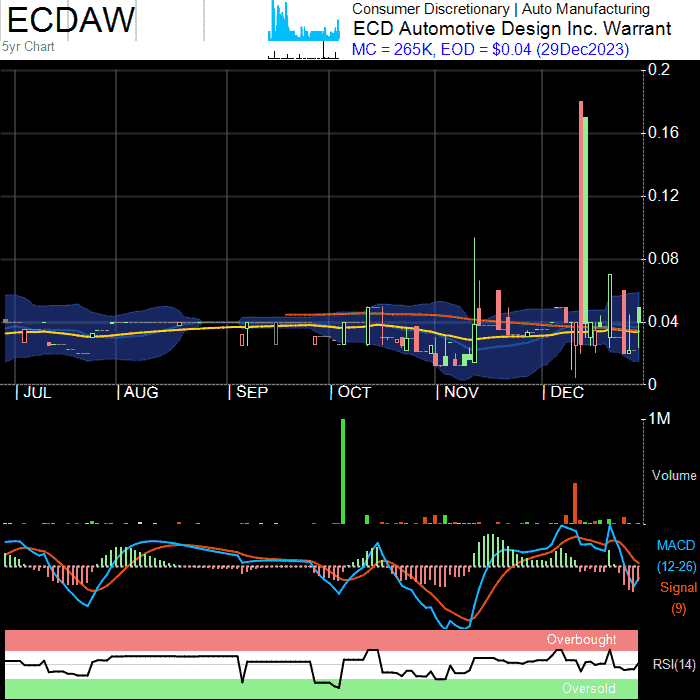 ECDAW
5yr Chart
Consumer Discretionary | Auto Manufacturing
ECD Automotive Design Inc. Warrant
MC = 265K, EOD = $0.04 (29Dec2023)
0.2
0.16
0.12
0.08
0.04
0
JUL
AUG
SEP
OCT
NOV
DEC
1M
Volume
MACD
(12-26)
Signal
(9)
Overbought
RSI(14)
Oversold